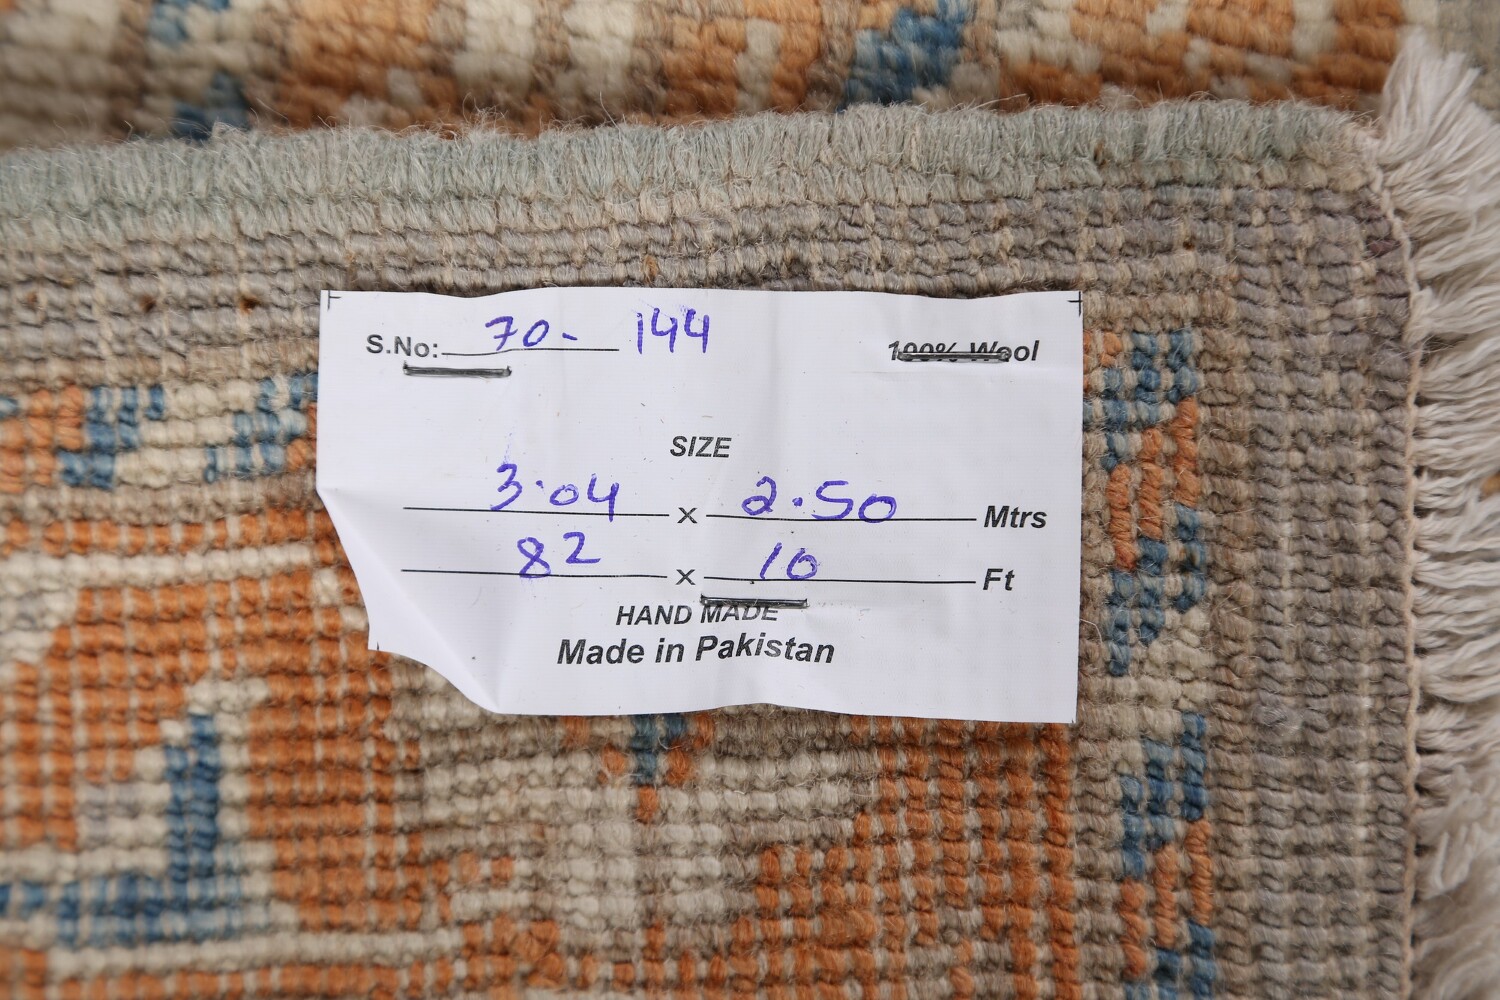 S.No: 70- 144 100% Wool
SIZE
3.04 x 2.50 Mtrs
82 x 10 Ft
HAND MADE
Made in Pakistan